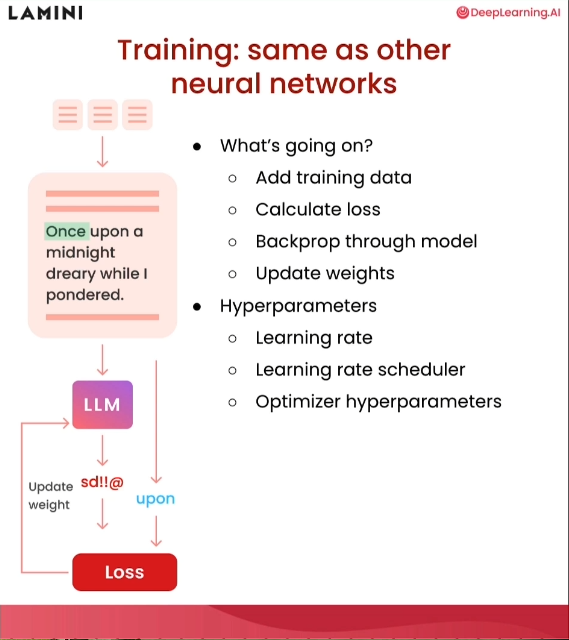 LAMINI
DeepLearning.AI
Training: same as other
neural networks
Once upon a
midnight
dreary while I
pondered.
LLM
sd!!@
Update
weight
upon
Loss
● What's going on?
○ Add training data
○ Calculate loss
○ Backprop through model
○ Update weights
● Hyperparameters
○ Learning rate
○ Learning rate scheduler
○ Optimizer hyperparameters